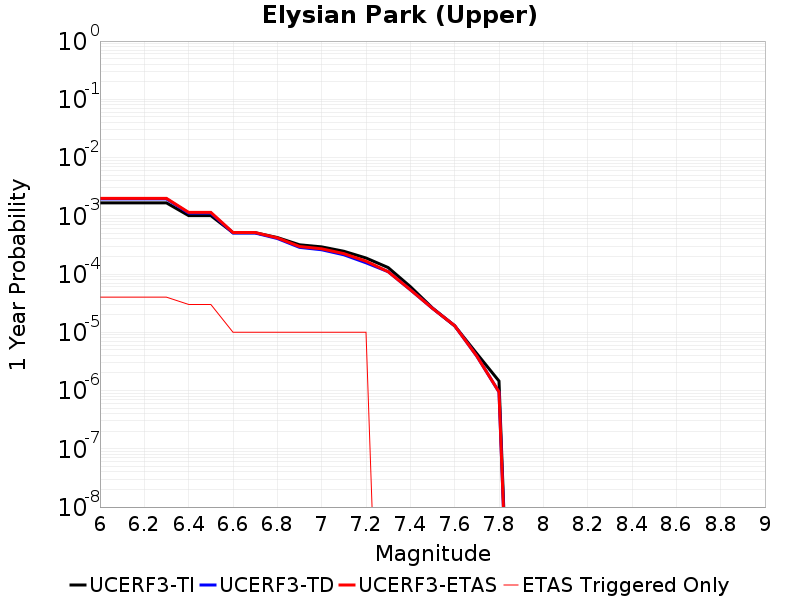 Elysian Park (Upper)
1 Year Probability
10^0
10^-1
10^-2
10^-3
10^-4
10^-5
10^-6
10^-7
10^-8
6 6.2 6.4 6.6 6.8 7 7.2 7.4 7.6 7.8 8 8.2 8.4 8.6 8.8 9
Magnitude
UCERF3-TI UCERF3-TD UCERF3-ETAS ETAS Triggered Only